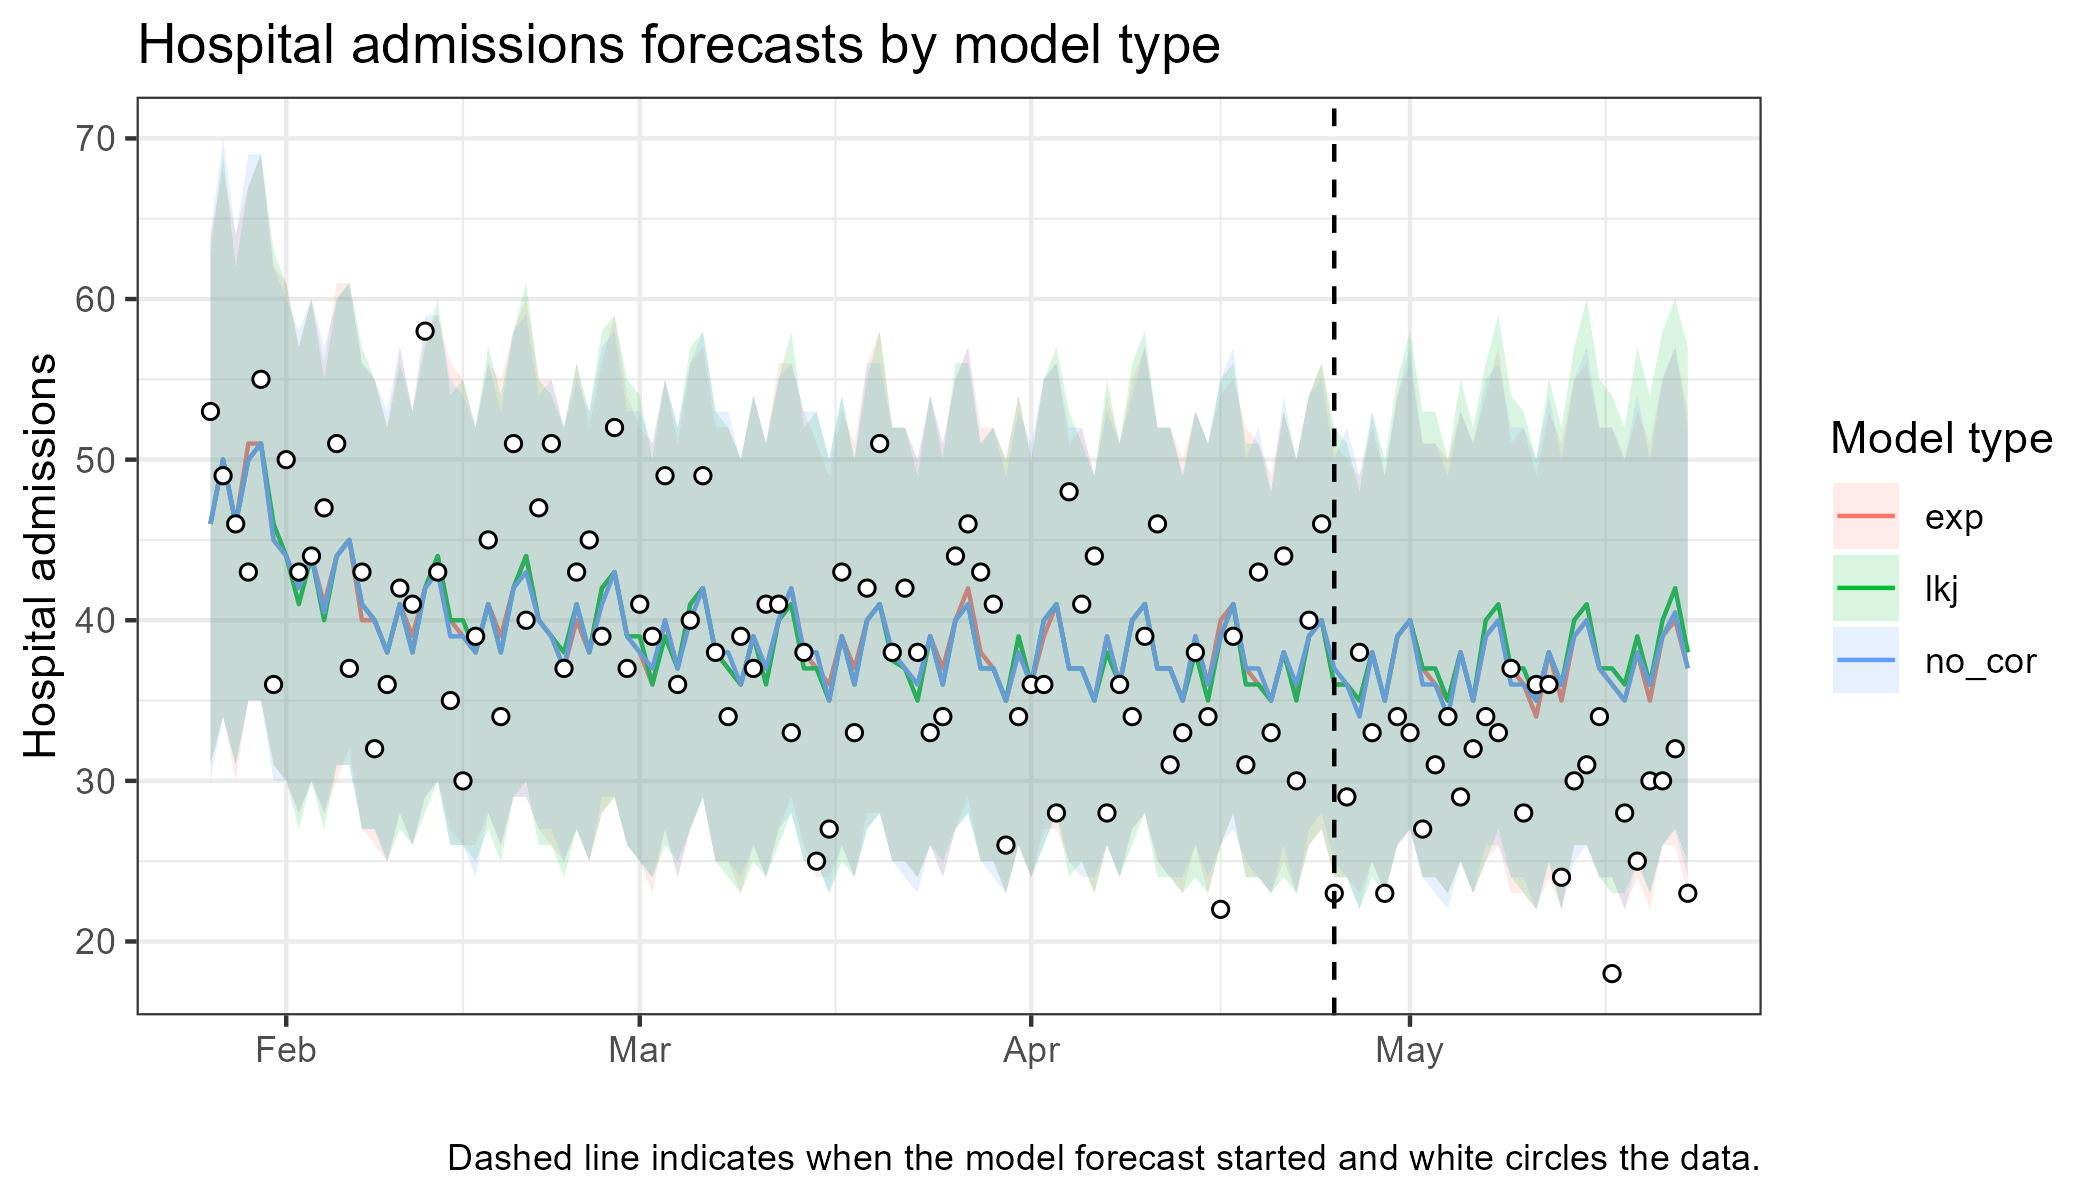 Hospital admissions forecasts by model type
Hospital admissions
70
60
50
40
30
20
Feb
Mar
Apr
May
Model type
exp
lkj
no_cor
Dashed line indicates when the model forecast started and white circles the data.